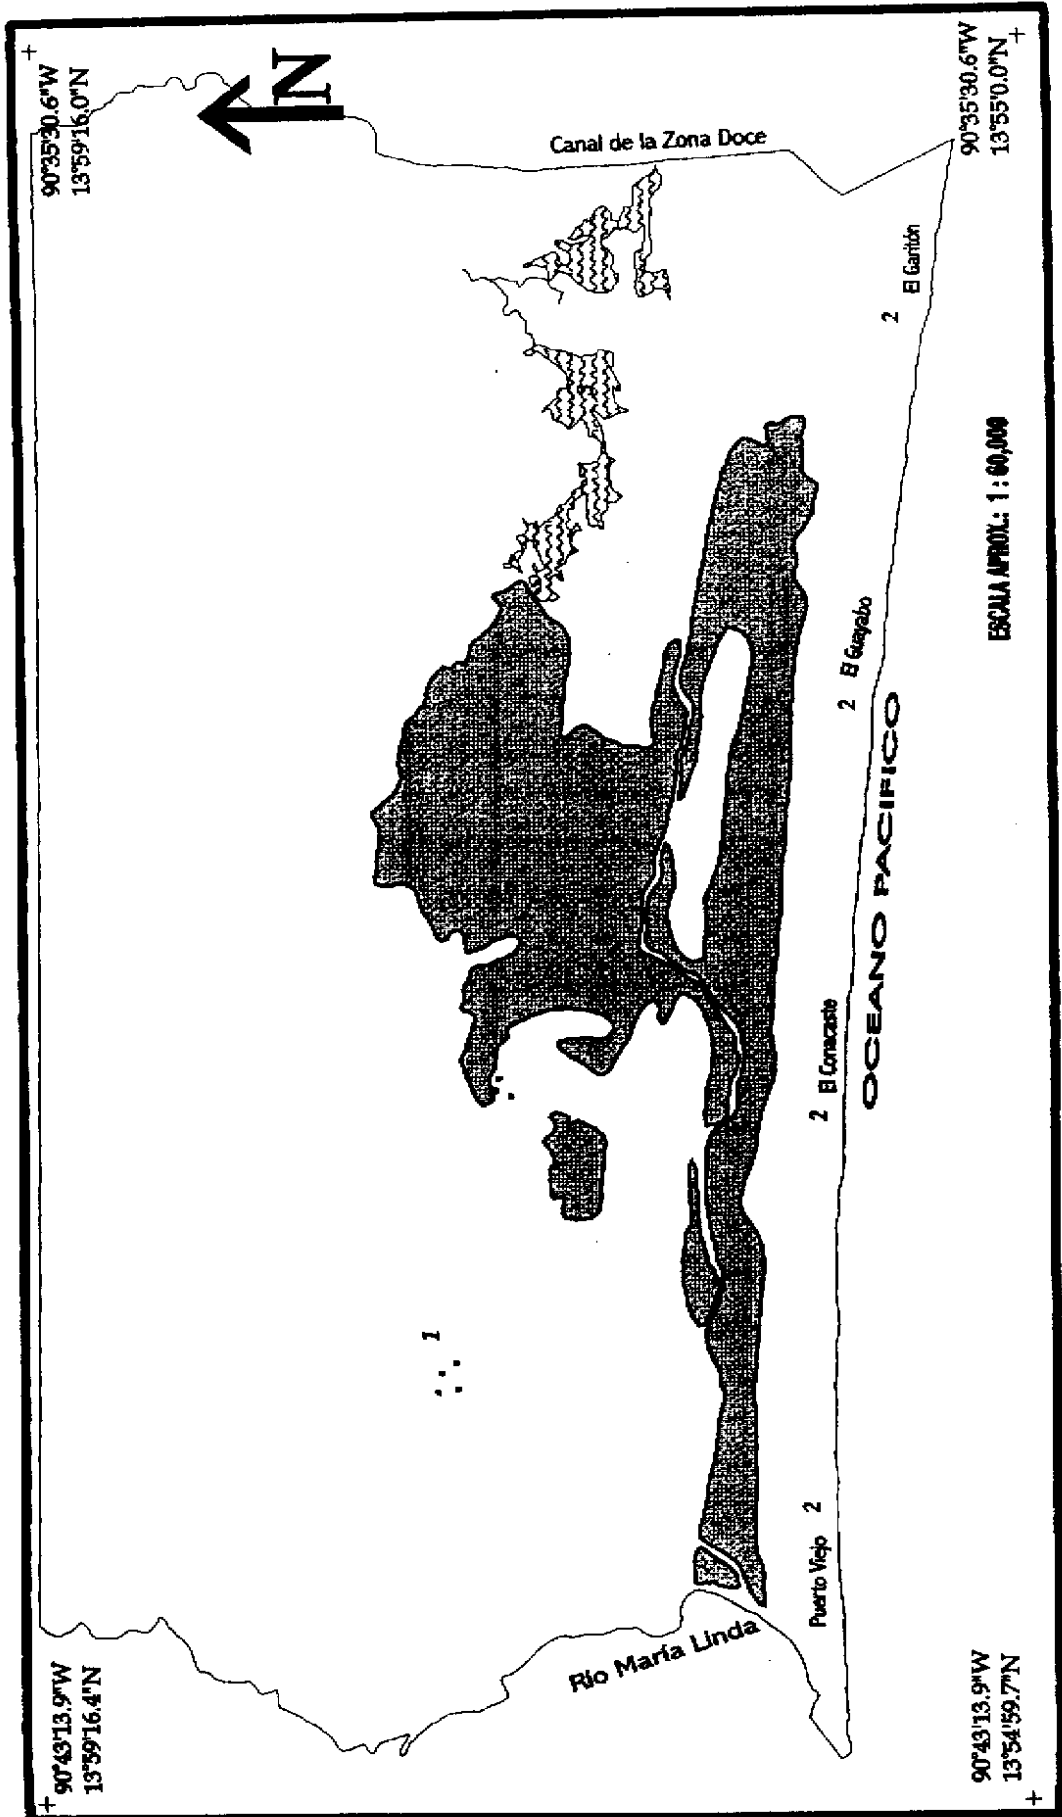 90°43'13.9"W
13°59'16.4"N
90°35'30.6"W
13°59'16.0"N
N
Canal de la Zona Doce
1
3
Río María Linda
Puerto Viejo 2
2 El Conacaste
2 El Guayabo
2 El Garitón
OCEANO PACIFICO
90°43'13.9"W
13°54'59.7"N
ESCALA APROX.: 1 : 60,000
90°35'30.6"W
13°55'0.0"N